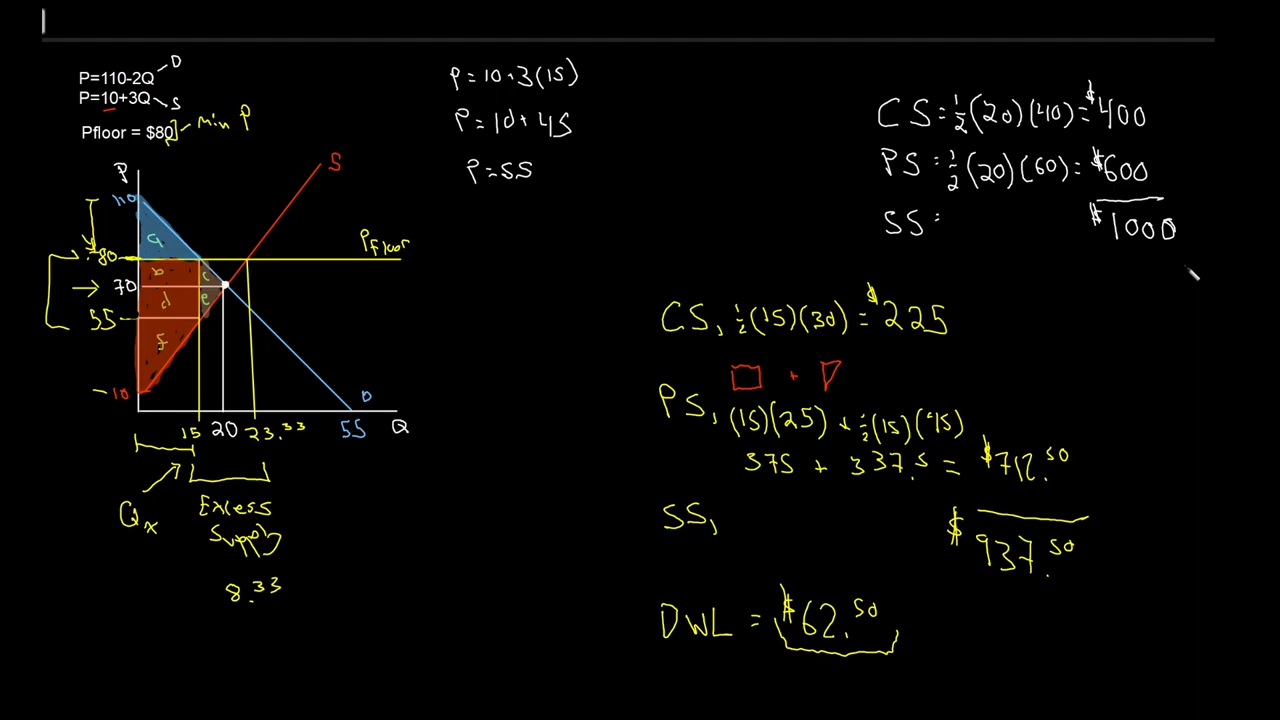 P=110-2Q D
P=10+3Q S
Pfloor = $80 min P
P
110
80
70
55
10
a
b
c
d
e
f
S
Pfloor
D
15 20 23.33 55 Q
Qx
Excess
Supply
8.33
P=10+3(15)
P=10+45
P=55
CS=½(20)(40)=$400
PS=½(20)(60)=$600
SS= $1000
CS, ½(15)(30)=$225
□ + ▽
PS, (15)(25)+½(15)(45)
375 + 337.5 = $712.50
SS,
$937.50
DWL = $62.50